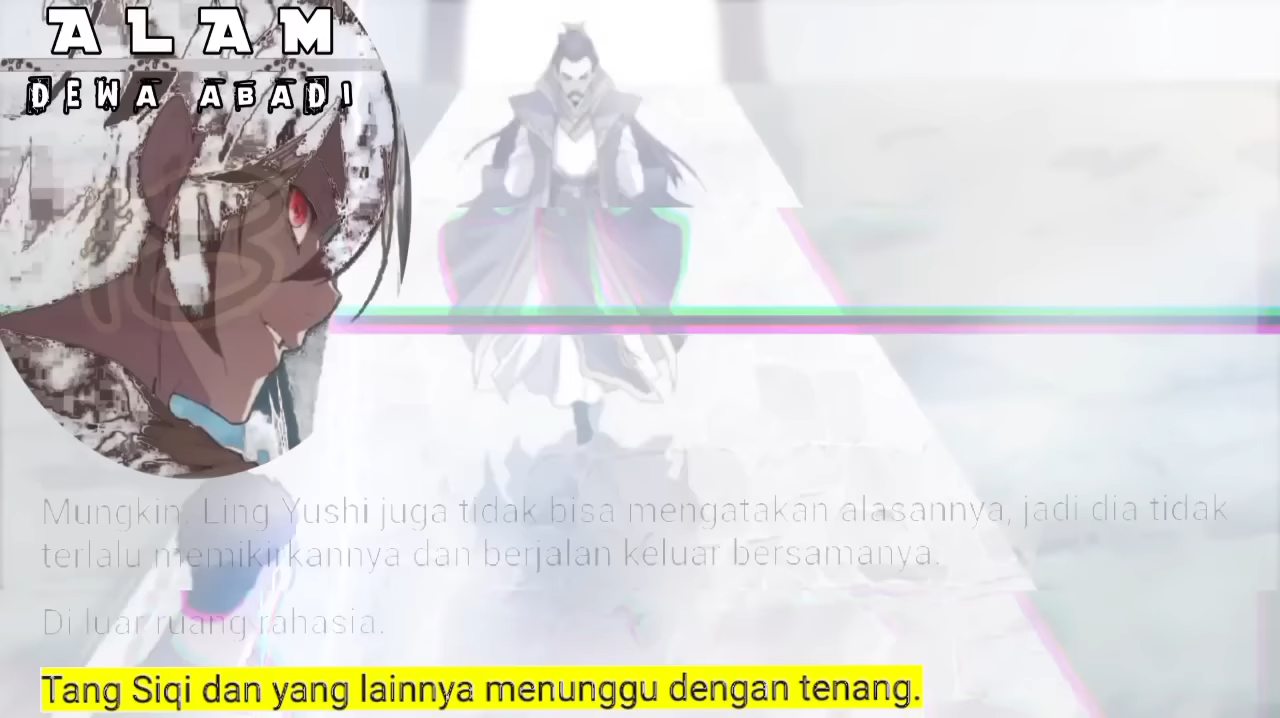 ALAM
DEWA ABADI
Mungkin. Ling Yushi juga tidak bisa mengatakan alasannya, jadi dia tidak
terlalu memikirkannya dan berjalan keluar bersamanya.
Di luar ruang rahasia.
Tang Siqi dan yang lainnya menunggu dengan tenang.